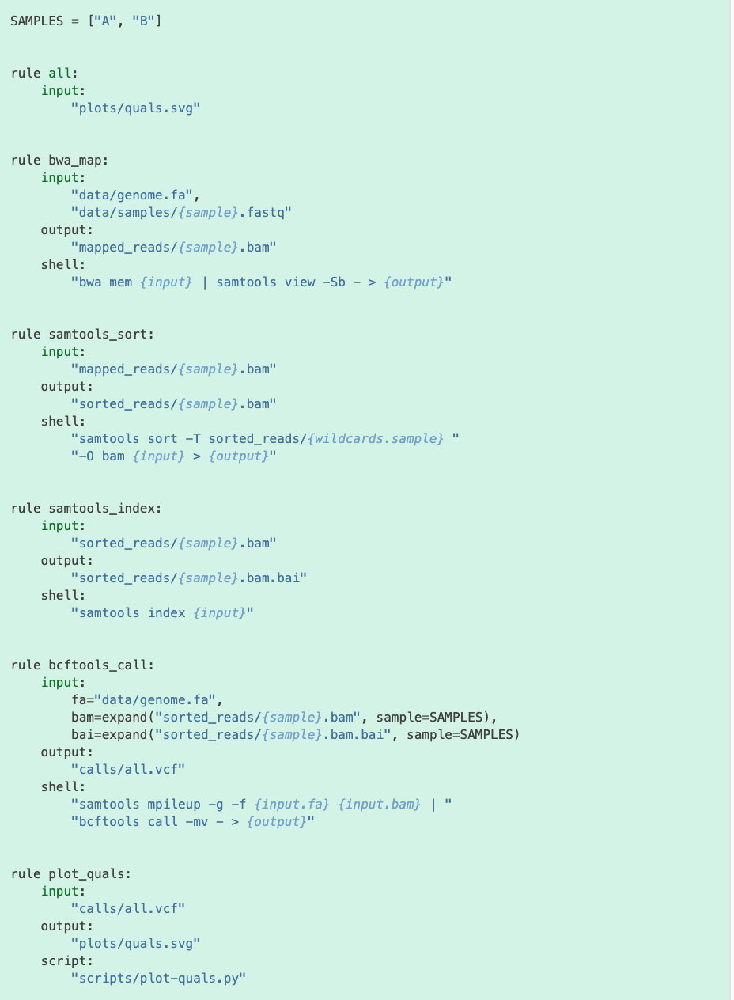 SAMPLES = ["A", "B"]
rule all:
    input:
        "plots/quals.svg"
rule bwa_map:
    input:
        "data/genome.fa",
        "data/samples/{sample}.fastq"
    output:
        "mapped_reads/{sample}.bam"
    shell:
        "bwa mem {input} | samtools view -Sb - > {output}"
rule samtools_sort:
    input:
        "mapped_reads/{sample}.bam"
    output:
        "sorted_reads/{sample}.bam"
    shell:
        "samtools sort -T sorted_reads/{wildcards.sample} "
        "-O bam {input} > {output}"
rule samtools_index:
    input:
        "sorted_reads/{sample}.bam"
    output:
        "sorted_reads/{sample}.bam.bai"
    shell:
        "samtools index {input}"
rule bcftools_call:
    input:
        fa="data/genome.fa",
        bam=expand("sorted_reads/{sample}.bam", sample=SAMPLES),
        bai=expand("sorted_reads/{sample}.bam.bai", sample=SAMPLES)
    output:
        "calls/all.vcf"
    shell:
        "samtools mpileup -g -f {input.fa} {input.bam} | "
        "bcftools call -mv - > {output}"
rule plot_quals:
    input:
        "calls/all.vcf"
    output:
        "plots/quals.svg"
    script:
        "scripts/plot-quals.py"